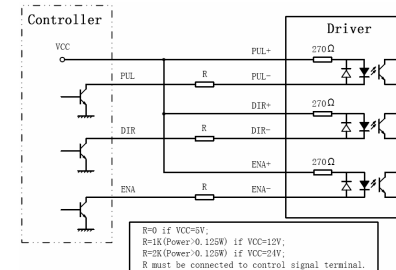 Controller
Driver
VCC
PUL+
270Ω
PUL
R
PUL-
DIR+
270Ω
DIR
R
DIR-
ENA+
270Ω
ENA
R
ENA-
R=0 if VCC=5V;
R=1K(Power>0.125W) if VCC=12V;
R=2K(Power>0.125W) if VCC=24V;
R must be connected to control signal terminal.